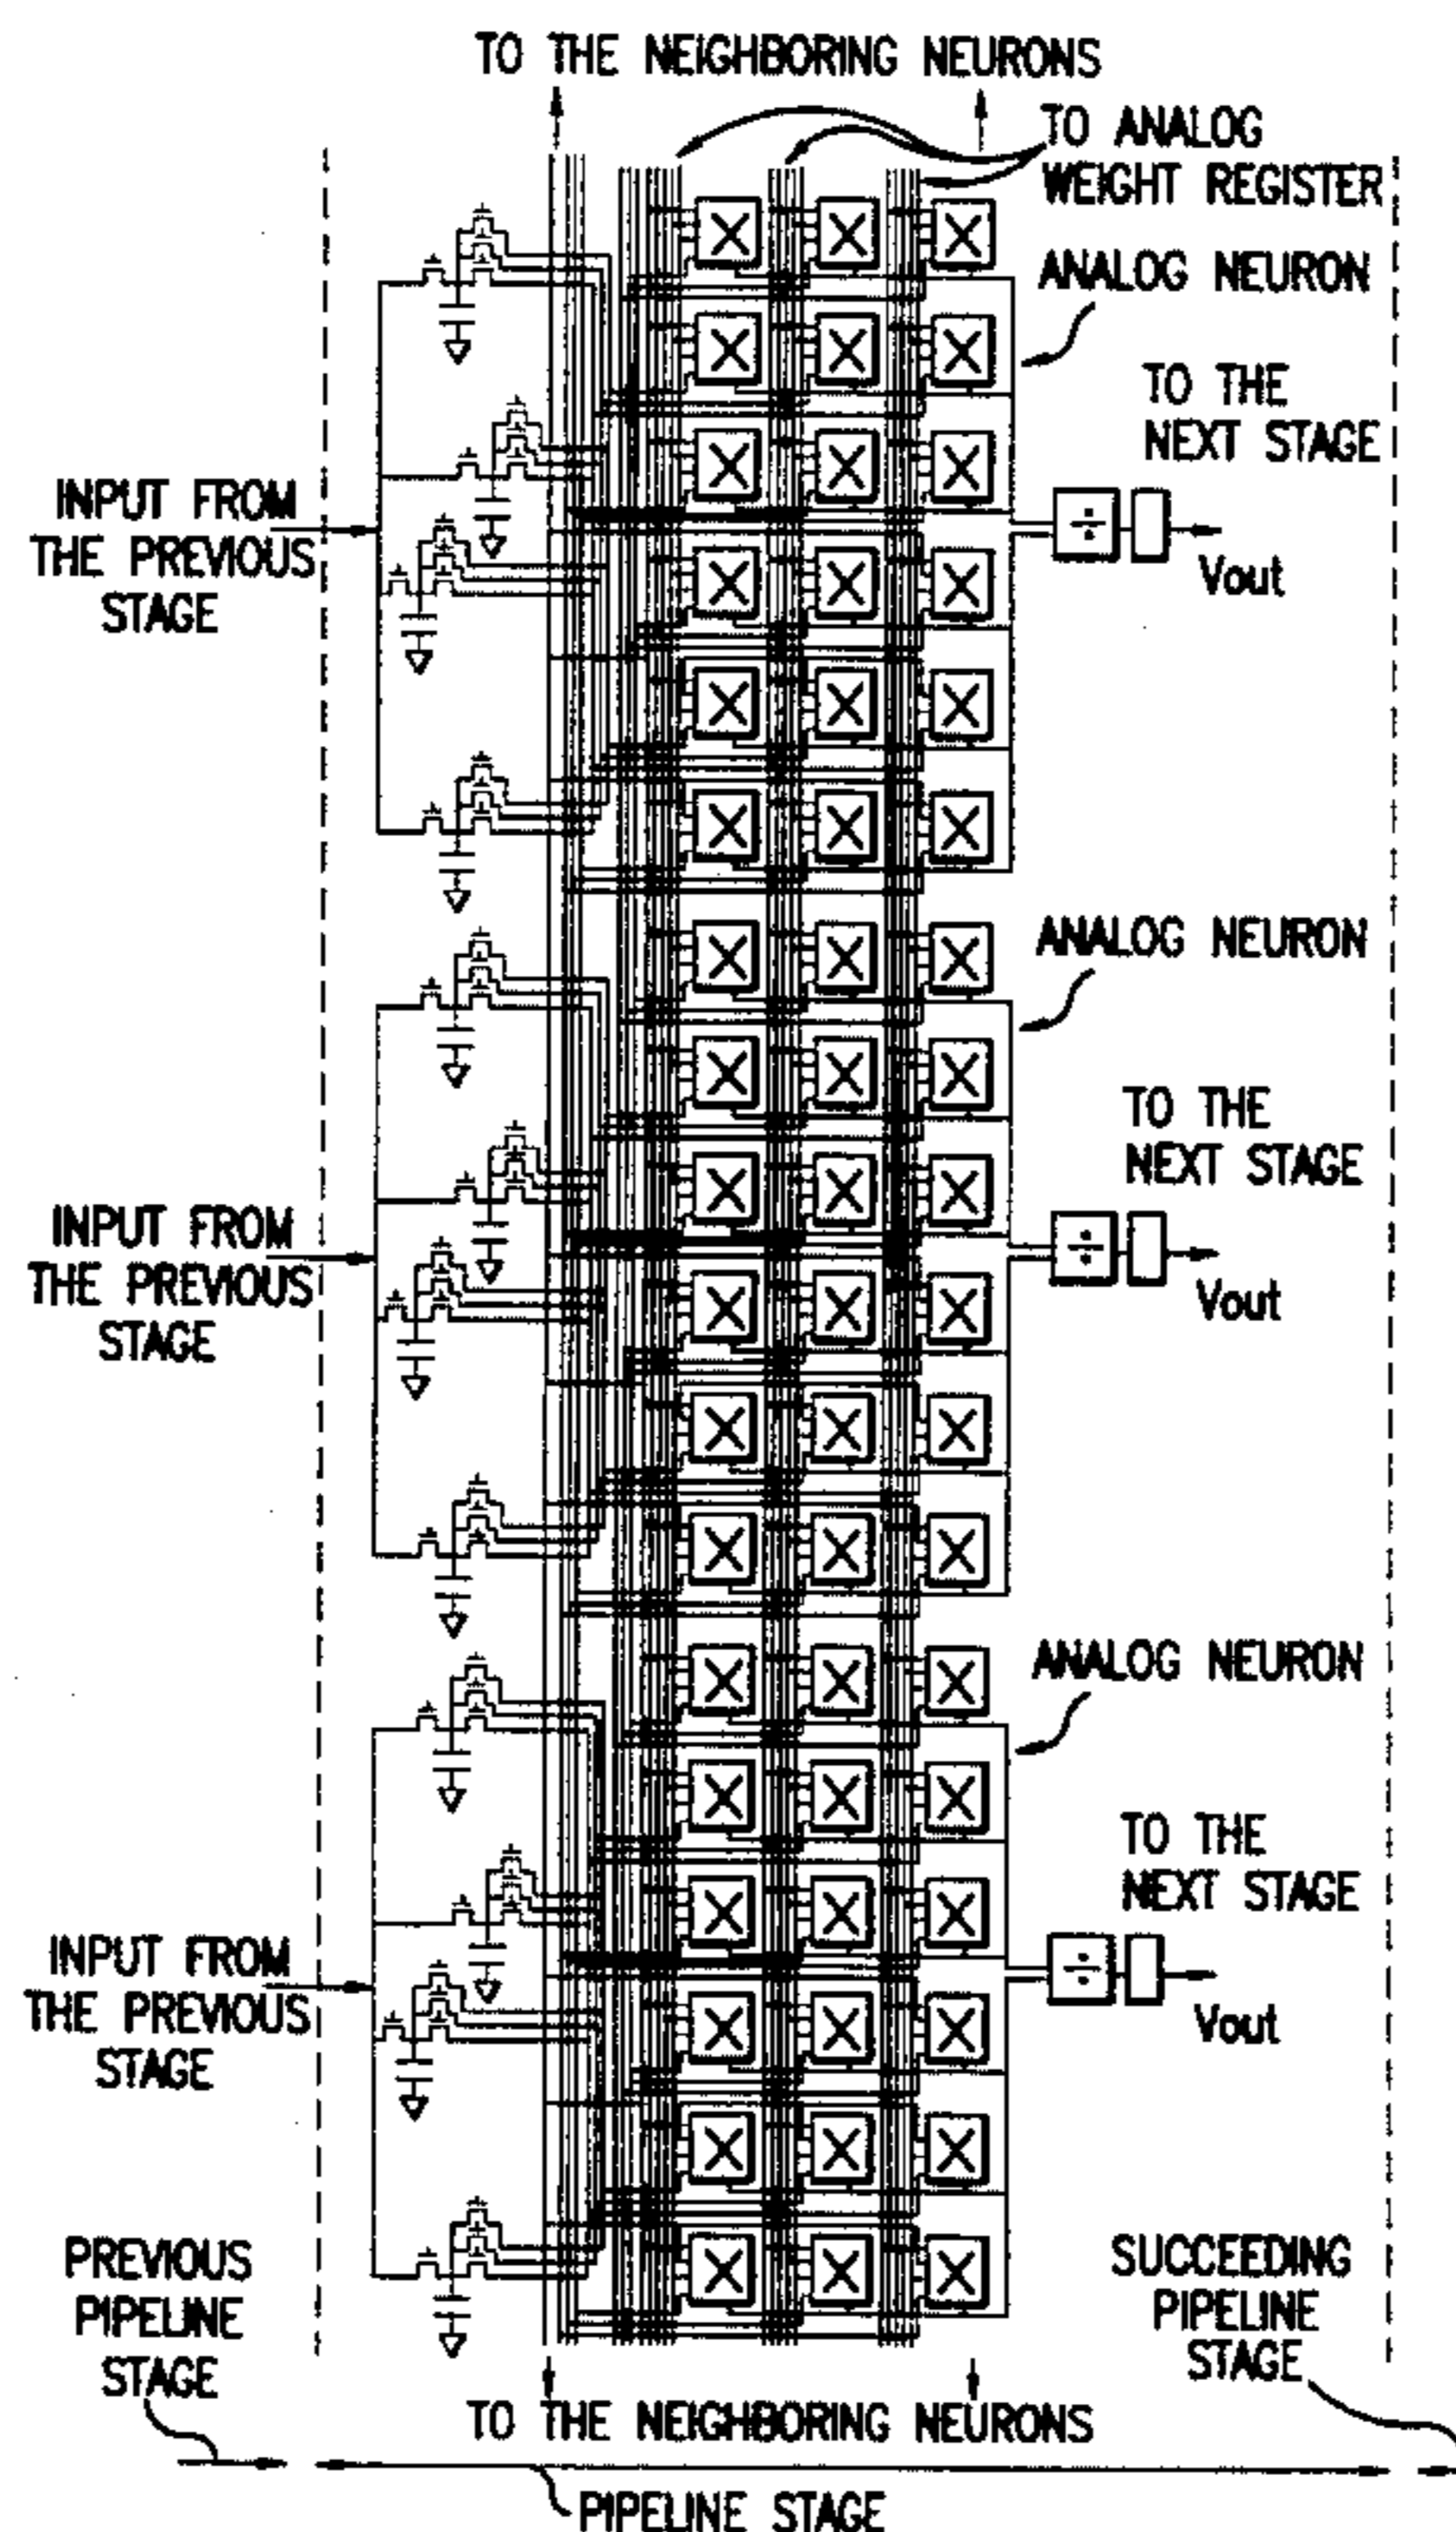 TO THE NEIGHBORING NEURONS
TO ANALOG
WEIGHT REGISTER
ANALOG NEURON
TO THE
NEXT STAGE
INPUT FROM
THE PREVIOUS
STAGE
Vout
ANALOG NEURON
TO THE
NEXT STAGE
INPUT FROM
THE PREVIOUS
STAGE
Vout
ANALOG NEURON
TO THE
NEXT STAGE
INPUT FROM
THE PREVIOUS
STAGE
Vout
PREVIOUS
PIPELINE
STAGE
SUCCEEDING
PIPELINE
STAGE
TO THE NEIGHBORING NEURONS
PIPELINE STAGE